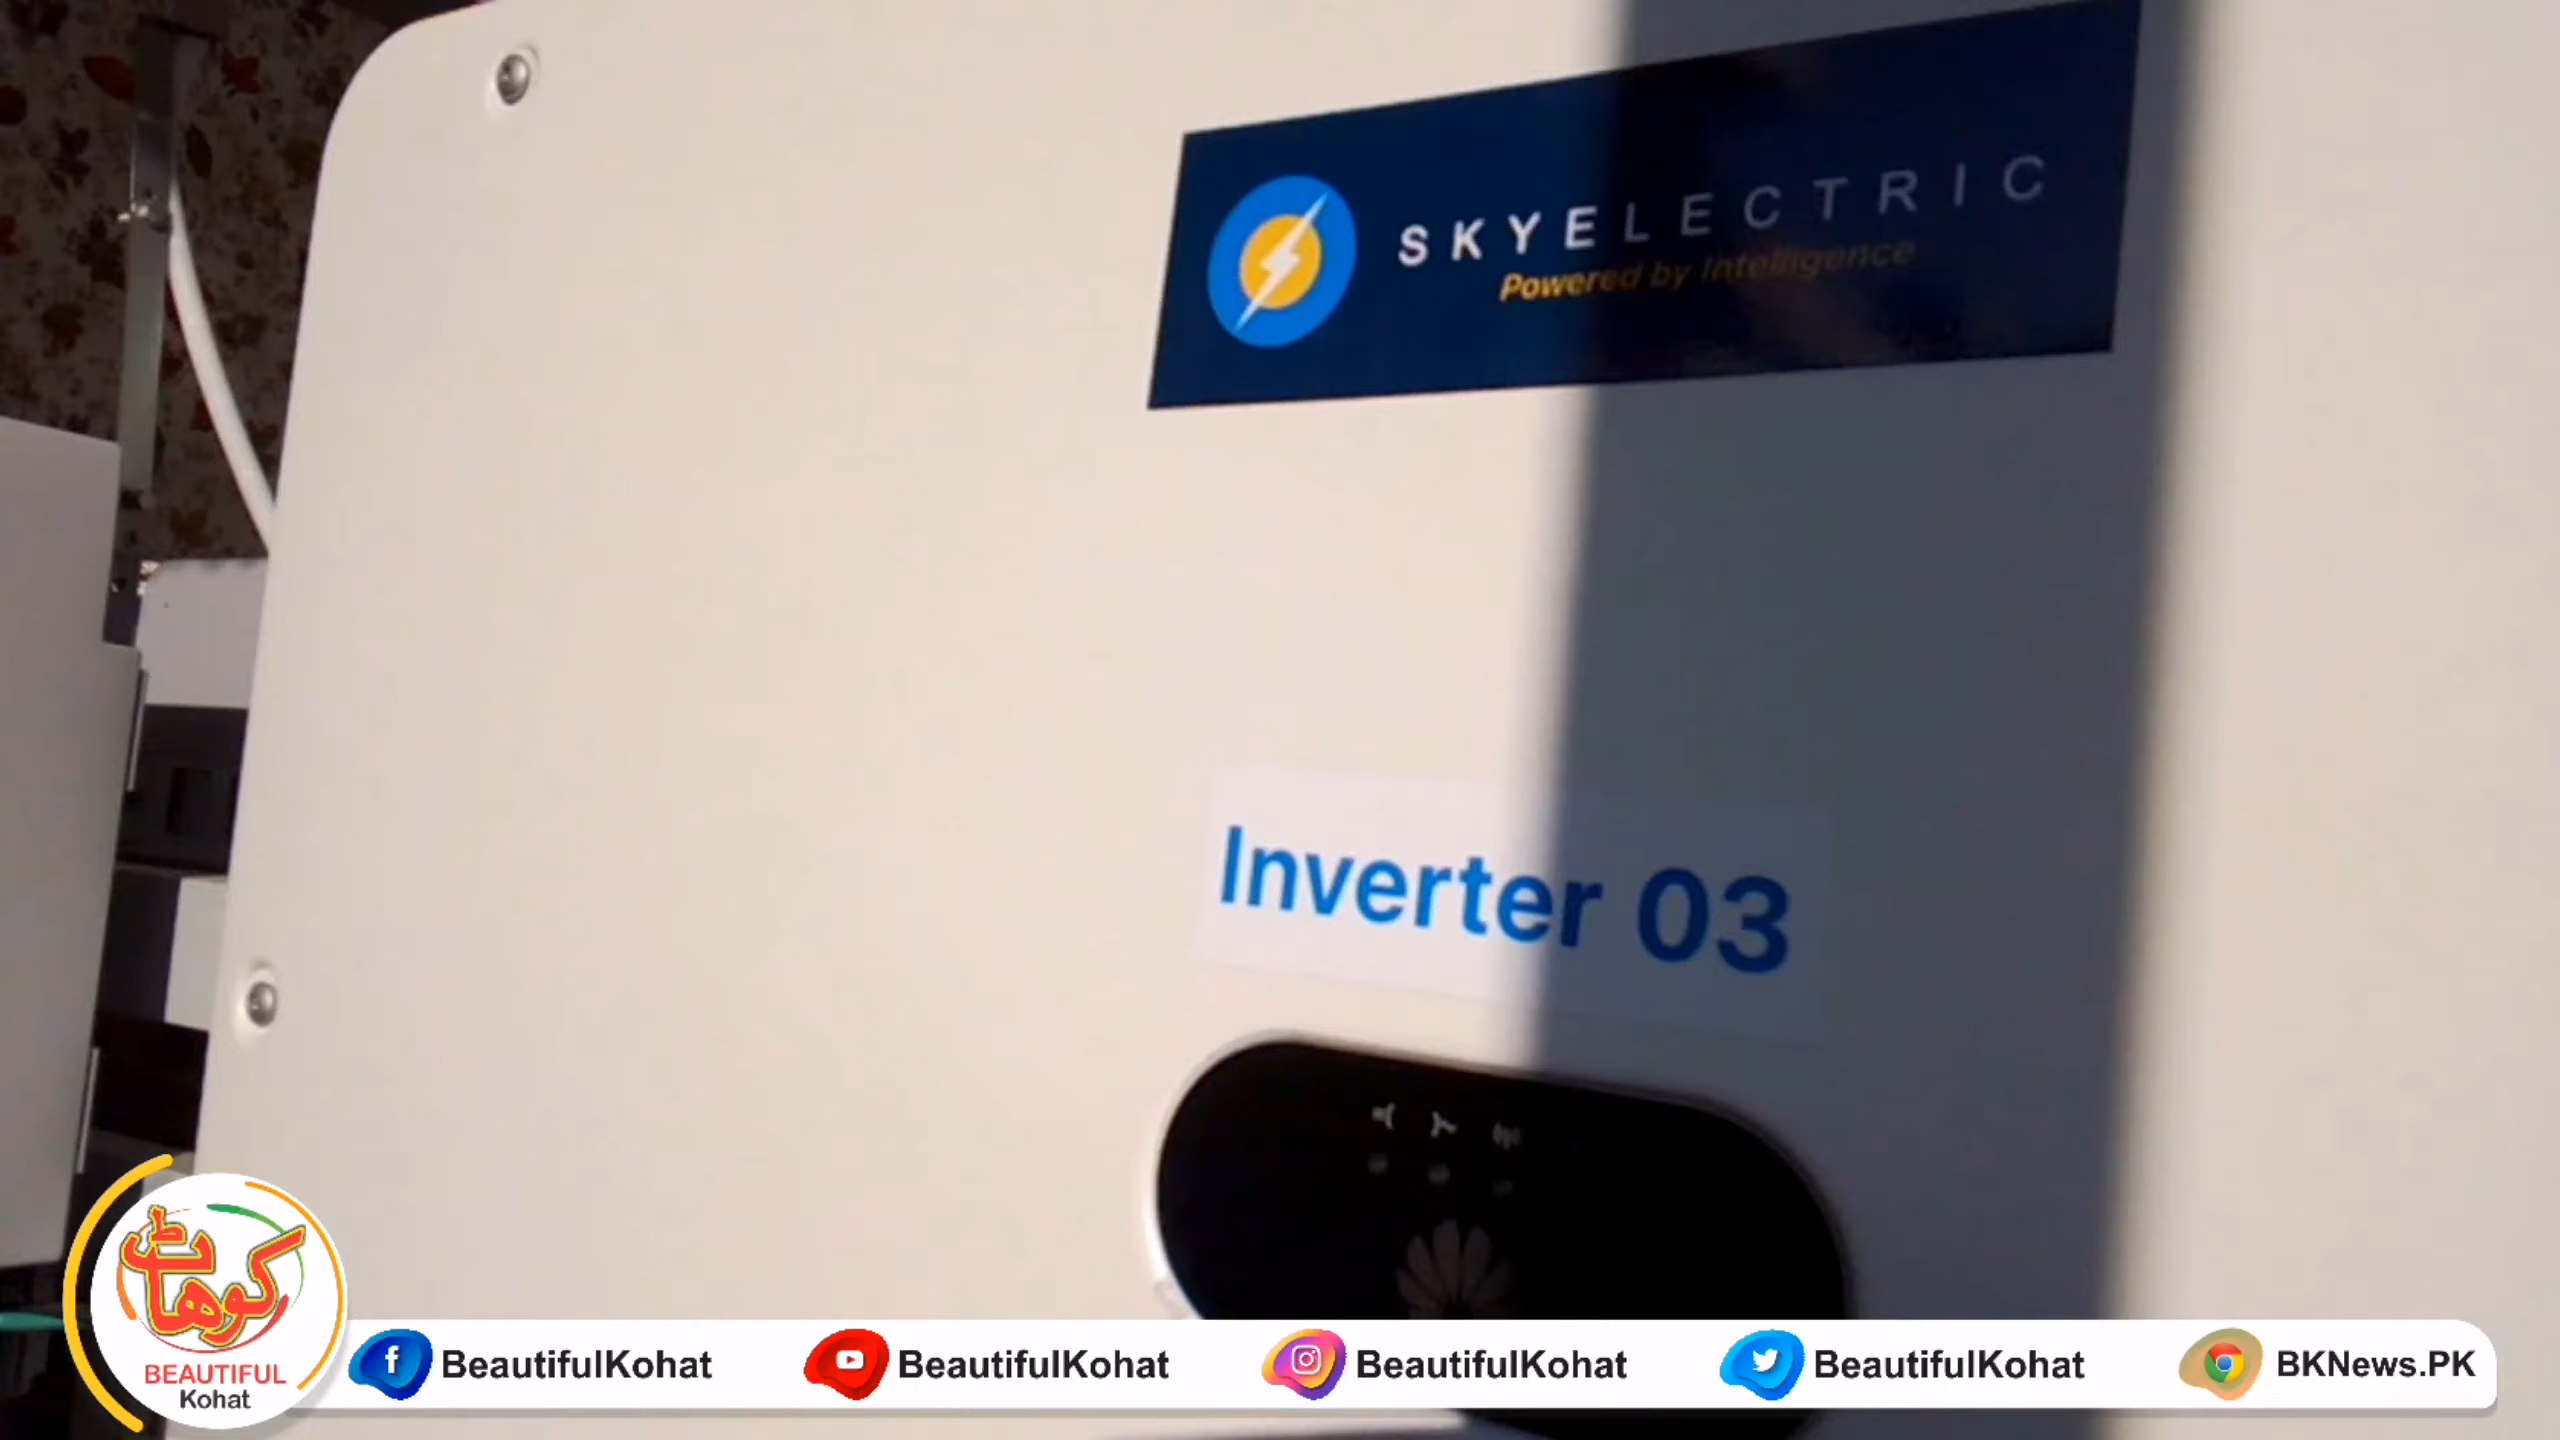 SKYELECTRIC
Powered by Intelligence
Inverter 03
کوہاٹ
BEAUTIFUL
Kohat
BeautifulKohat
BeautifulKohat
BeautifulKohat
BeautifulKohat
BKNews.PK